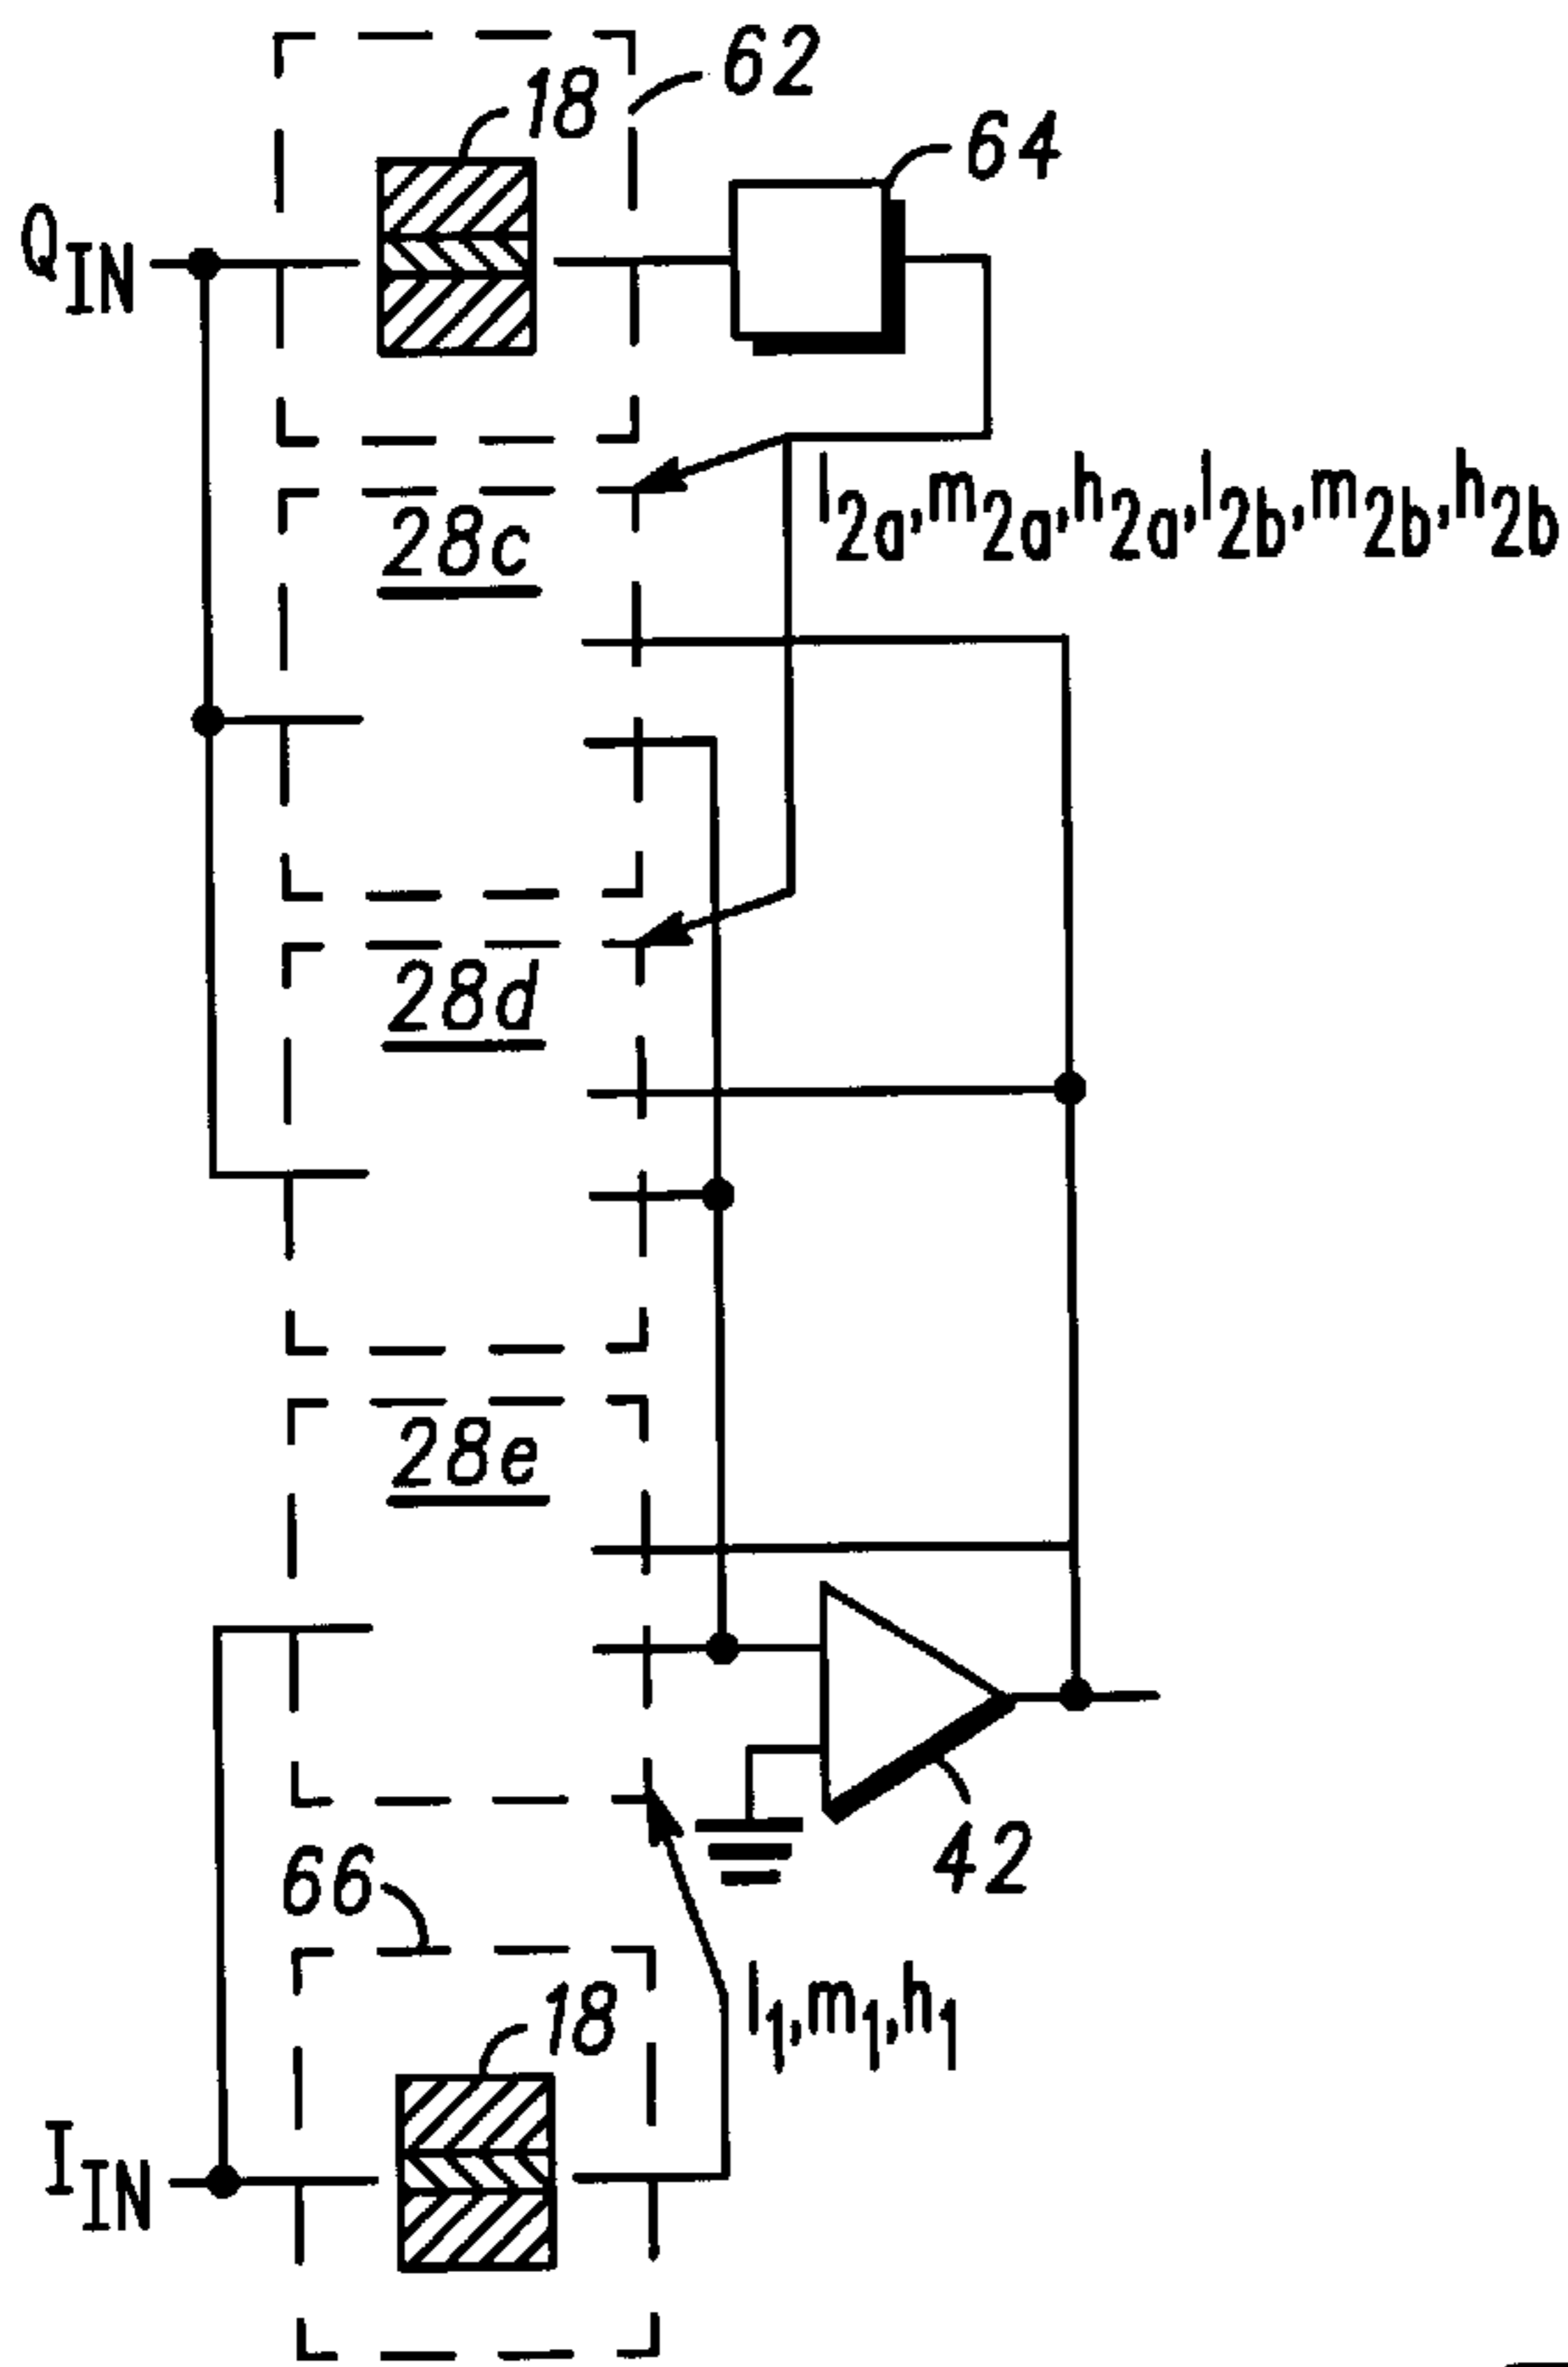 62
18
64
Q_IN
l_2a,m_2a,h_2a,l_2b,m_2b,h_2b
28c
28d
28e
42
66
l_1,m_1,h_1
18
I_IN